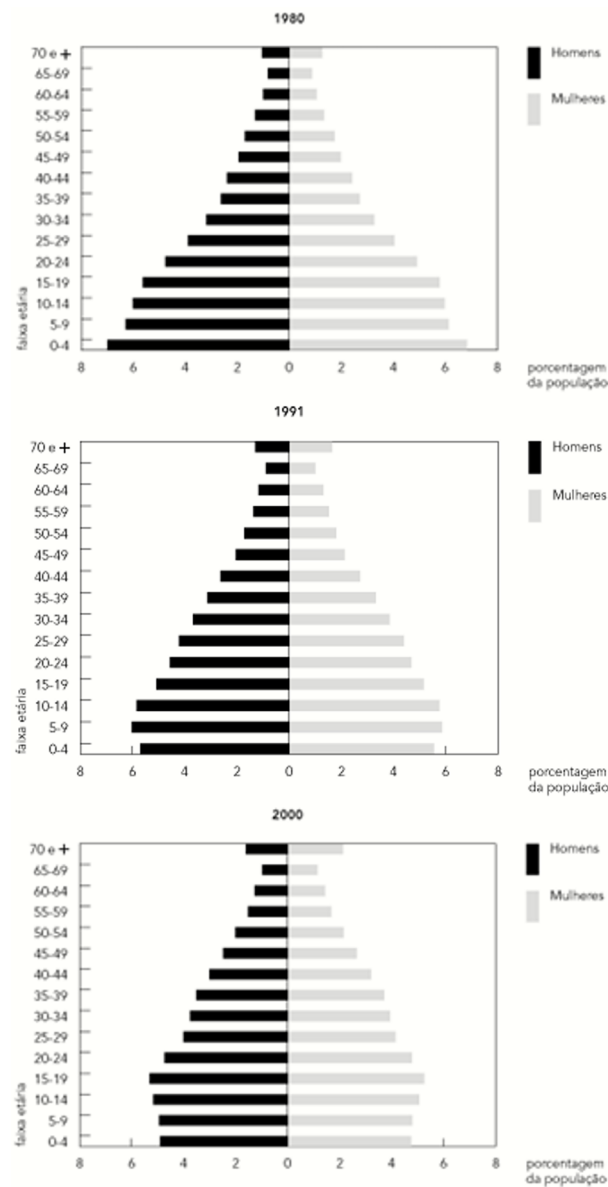 1980
70 e +
65-69
60-64
55-59
50-54
45-49
40-44
35-39
30-34
25-29
20-24
15-19
10-14
5-9
0-4
faixa etária
8 6 4 2 0 2 4 6 8
porcentagem
da população
Homens
Mulheres
1991
70 e +
65-69
60-64
55-59
50-54
45-49
40-44
35-39
30-34
25-29
20-24
15-19
10-14
5-9
0-4
faixa etária
8 6 4 2 0 2 4 6 8
porcentagem
da população
Homens
Mulheres
2000
70 e +
65-69
60-64
55-59
50-54
45-49
40-44
35-39
30-34
25-29
20-24
15-19
10-14
5-9
0-4
faixa etária
8 6 4 2 0 2 4 6 8
porcentagem
da população
Homens
Mulheres